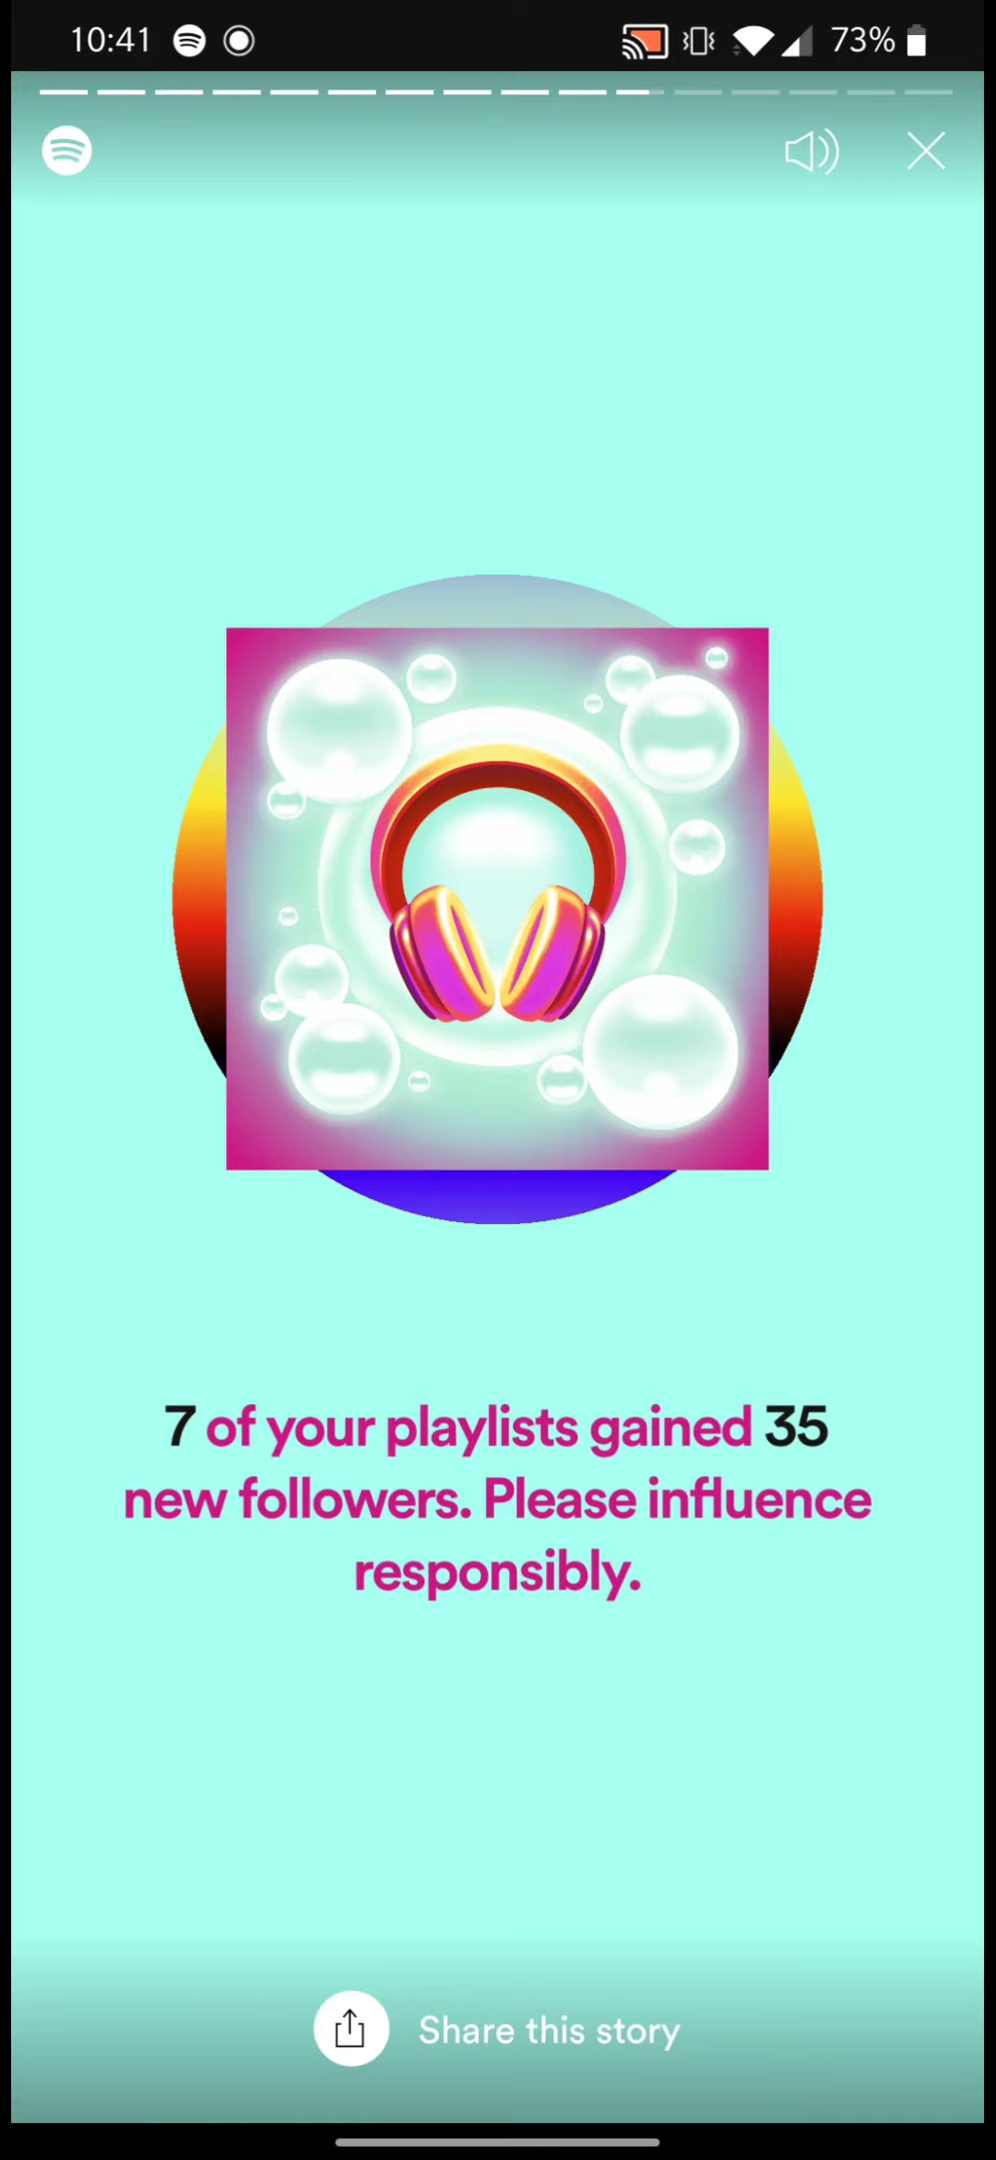 10:41
73%
7 of your playlists gained 35
new followers. Please influence
responsibly.
Share this story